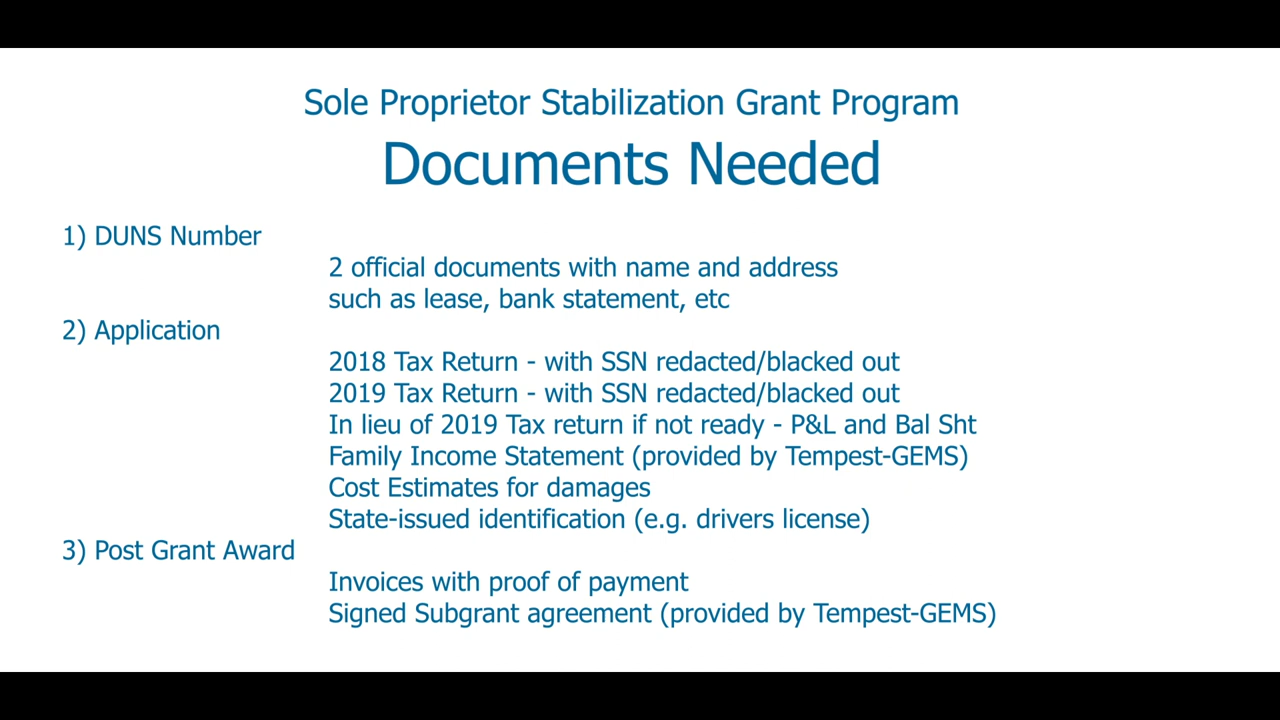 Sole Proprietor Stabilization Grant Program
Documents Needed
1) DUNS Number
2 official documents with name and address
such as lease, bank statement, etc
2) Application
2018 Tax Return - with SSN redacted/blacked out
2019 Tax Return - with SSN redacted/blacked out
In lieu of 2019 Tax return if not ready - P&L and Bal Sht
Family Income Statement (provided by Tempest-GEMS)
Cost Estimates for damages
State-issued identification (e.g. drivers license)
3) Post Grant Award
Invoices with proof of payment
Signed Subgrant agreement (provided by Tempest-GEMS)